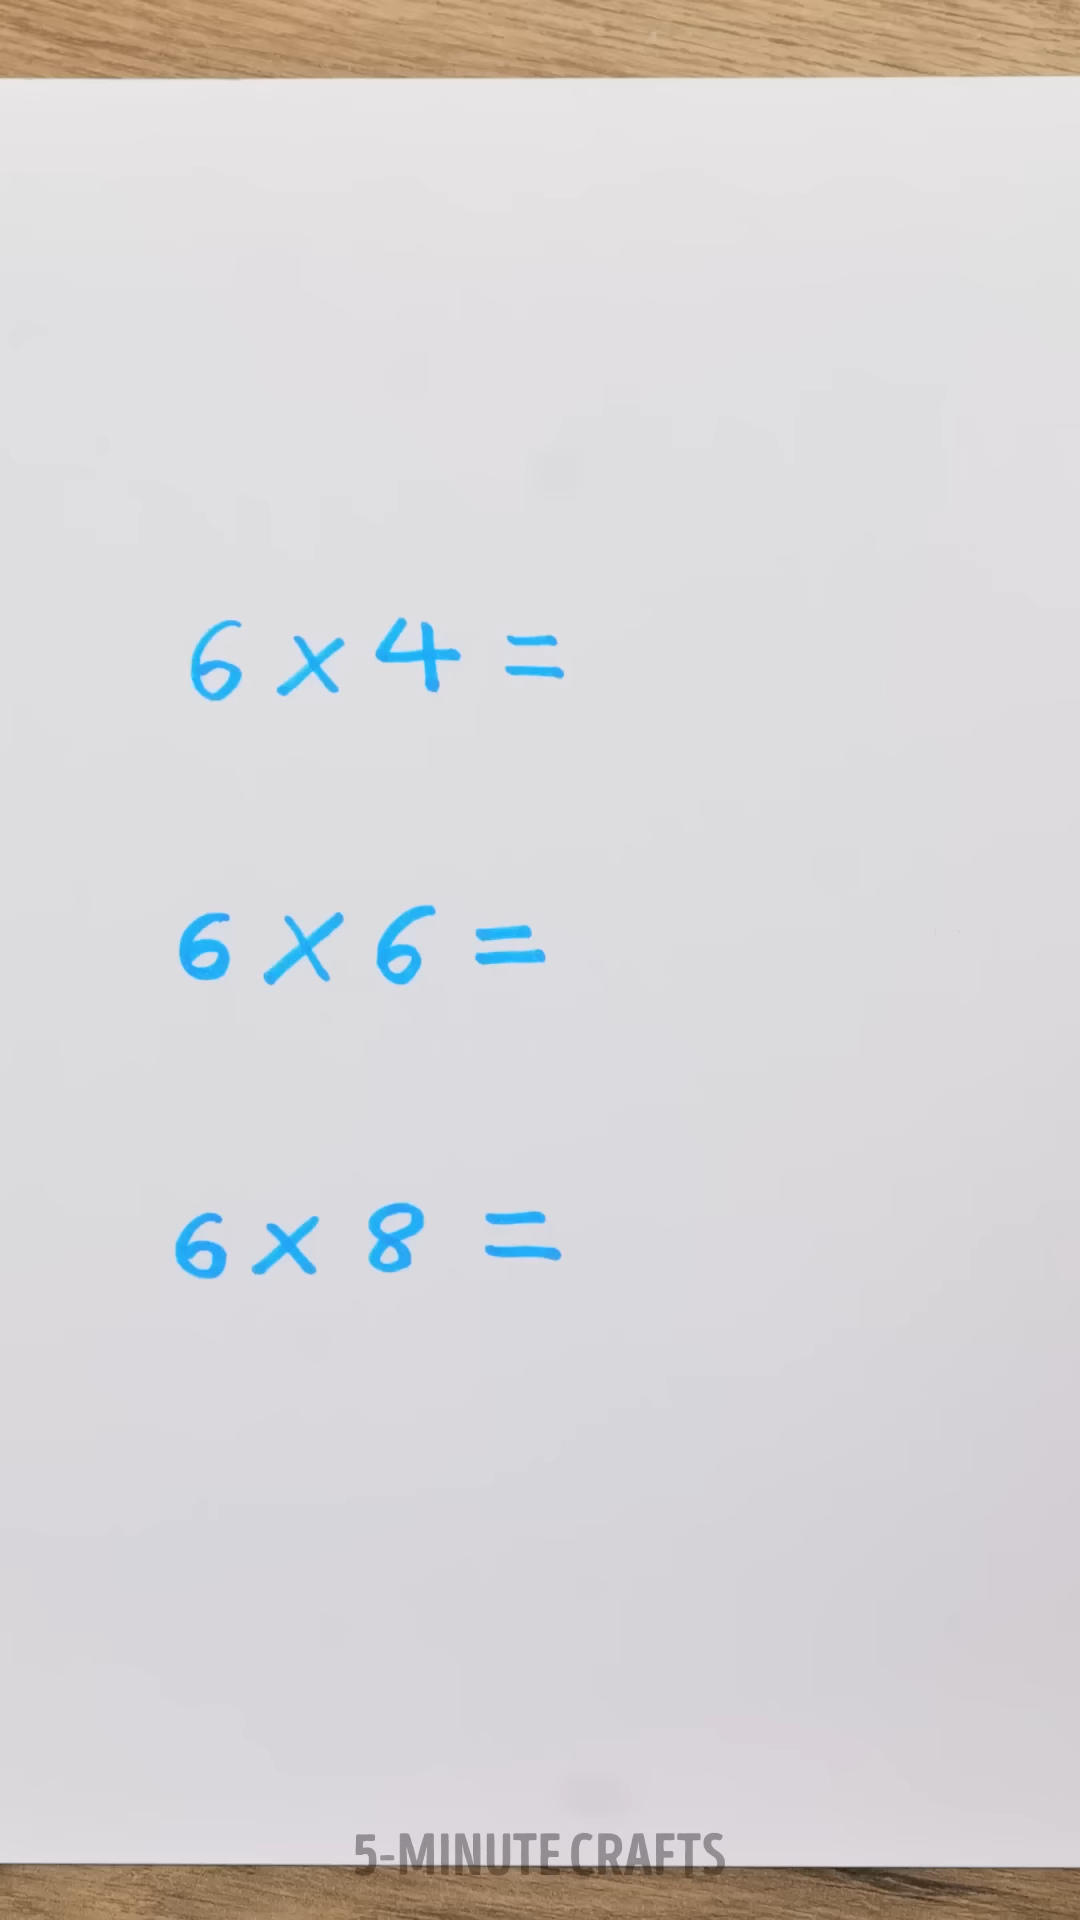 6 × 4 =
6 × 6 =
6 × 8 =
5-MINUTE CRAFTS